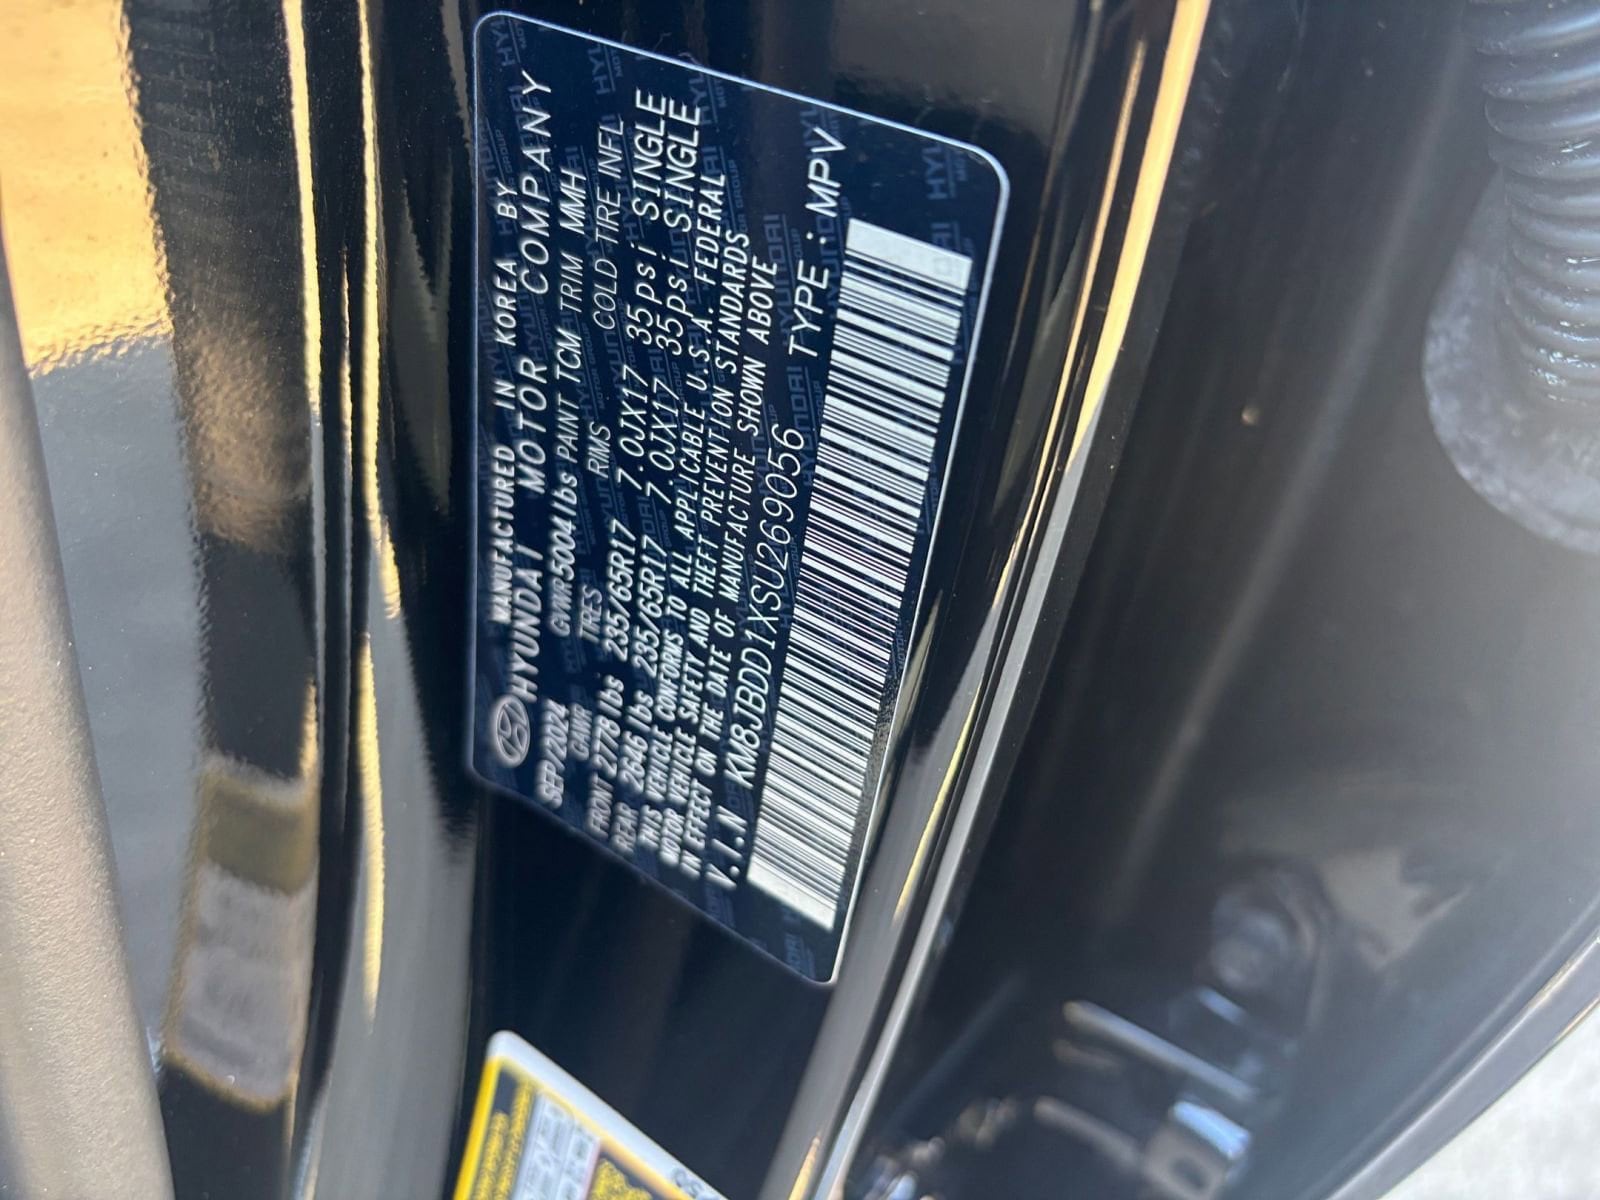 MANUFACTURED IN KOREA BY
HYUNDAI MOTOR COMPANY
SEP/2024 GVWR 5004lbs PAINT TCM TRIM MMH
GAWR TIRES RIMS COLD TIRE INFL
FRONT 2778 lbs 235/65R17 7.0JX17 35psi SINGLE
REAR 2646 lbs 235/65R17 7.0JX17 35psi SINGLE
THIS VEHICLE CONFORMS TO ALL APPLICABLE U.S.A. FEDERAL
MOTOR VEHICLE SAFETY AND THEFT PREVENTION STANDARDS
IN EFFECT ON THE DATE OF MANUFACTURE SHOWN ABOVE
V.I.N KM8JBDD1XSU269056 TYPE : MPV